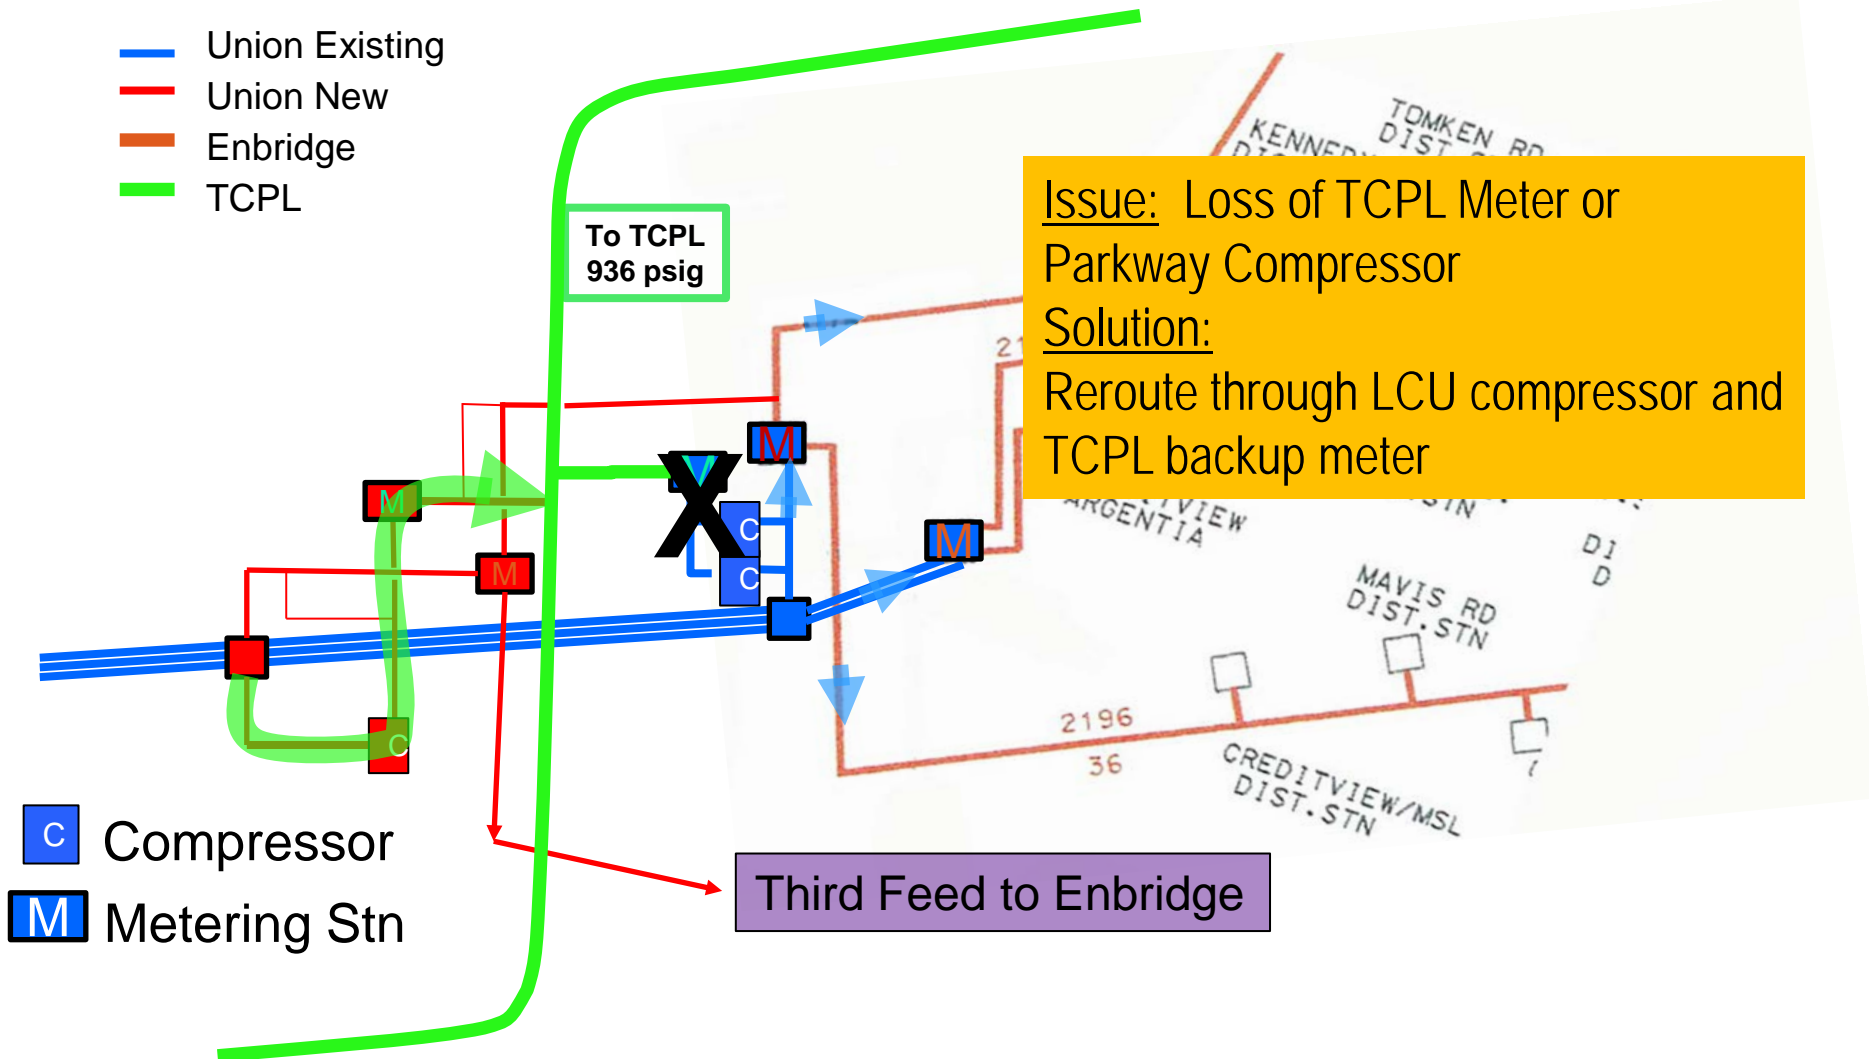 Union Existing
Union New
Enbridge
TCPL
To TCPL
936 psig
TOMKEN RD
Issue: Loss of TCPL Meter or
Parkway Compressor
Solution:
Reroute through LCU compressor and
TCPL backup meter
21
M
M
C
M
M
C
C
ARGENTIA
MAVIS RD
DIST.STN
2196
36
CREDITVIEW/MSL
DIST.STN
C Compressor
M Metering Stn
Third Feed to Enbridge